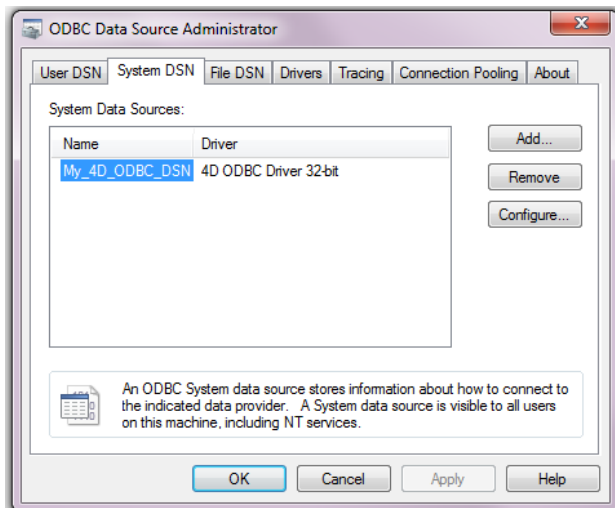 ODBC Data Source Administrator
User DSN System DSN File DSN Drivers Tracing Connection Pooling About
System Data Sources:
Name Driver
My_4D_ODBC_DSN 4D ODBC Driver 32-bit
Add...
Remove
Configure...
An ODBC System data source stores information about how to connect to
the indicated data provider. A System data source is visible to all users
on this machine, including NT services.
OK Cancel Apply Help